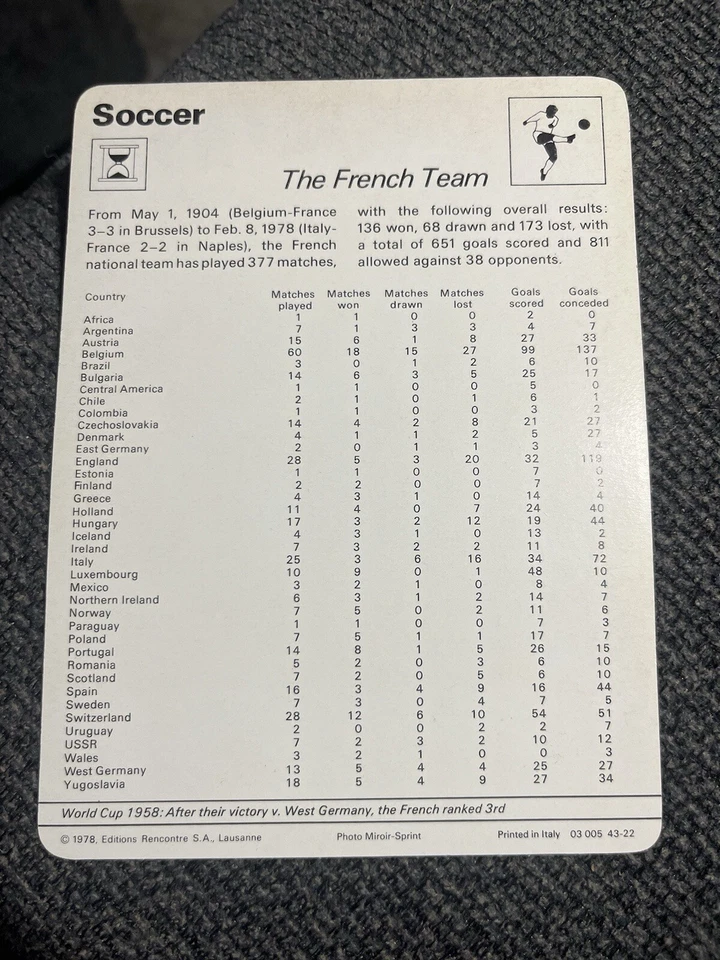 Soccer
The French Team
From May 1, 1904 (Belgium-France
3–3 in Brussels) to Feb. 8, 1978 (Italy-
France 2–2 in Naples), the French
national team has played 377 matches,
with the following overall results:
136 won, 68 drawn and 173 lost, with
a total of 651 goals scored and 811
allowed against 38 opponents.
Country Matches played Matches won Matches drawn Matches lost Goals scored Goals conceded
Africa 1 1 0 0 2 0
Argentina 7 1 3 3 4 7
Austria 15 6 1 8 27 33
Belgium 60 18 15 27 99 137
Brazil 3 0 1 2 6 10
Bulgaria 14 6 3 5 25 17
Central America 1 1 0 0 5 0
Chile 2 1 0 1 6 1
Colombia 1 1 0 0 3 2
Czechoslovakia 14 4 2 8 21 27
Denmark 4 1 1 2 5 27
East Germany 2 0 1 1 3 4
England 28 5 3 20 32 119
Estonia 1 1 0 0 7 0
Finland 2 2 0 0 7 2
Greece 4 3 1 0 14 4
Holland 11 4 0 7 24 40
Hungary 17 3 2 12 19 44
Iceland 4 3 1 0 13 2
Ireland 7 3 2 2 11 8
Italy 25 3 6 16 34 72
Luxembourg 10 9 0 1 48 10
Mexico 3 2 1 0 8 4
Northern Ireland 6 3 1 2 14 7
Norway 7 5 0 2 11 6
Paraguay 1 1 0 0 7 3
Poland 7 5 1 1 17 7
Portugal 14 8 1 5 26 15
Romania 5 2 0 3 6 10
Scotland 7 2 0 5 6 10
Spain 16 3 4 9 16 44
Sweden 7 3 0 4 7 5
Switzerland 28 12 6 10 54 51
Uruguay 2 0 0 2 2 7
USSR 7 2 3 2 10 12
Wales 3 2 1 0 0 3
West Germany 13 5 4 4 25 27
Yugoslavia 18 5 4 9 27 34
World Cup 1958: After their victory v. West Germany, the French ranked 3rd
© 1978, Editions Rencontre S.A., Lausanne Photo Miroir-Sprint Printed in Italy 03 005 43-22